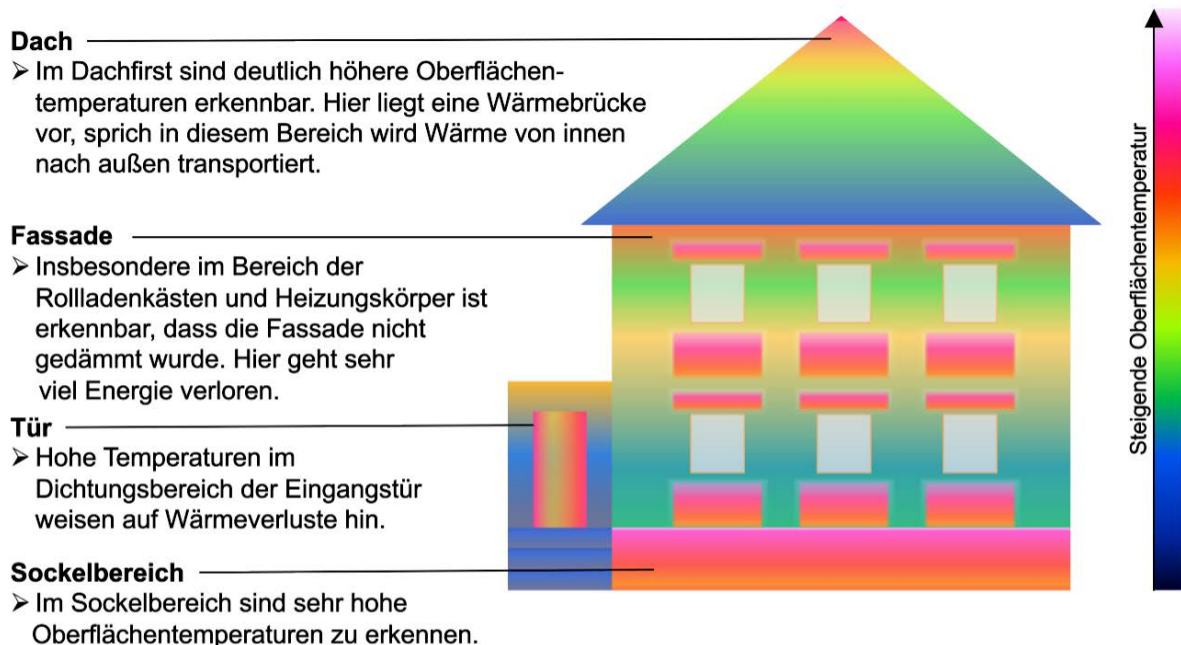 Dach
➢ Im Dachfirst sind deutlich höhere Oberflächen-
temperaturen erkennbar. Hier liegt eine Wärmebrücke
vor, sprich in diesem Bereich wird Wärme von innen
nach außen transportiert.
Fassade
➢ Insbesondere im Bereich der
Rollladenkästen und Heizungskörper ist
erkennbar, dass die Fassade nicht
gedämmt wurde. Hier geht sehr
viel Energie verloren.
Tür
➢ Hohe Temperaturen im
Dichtungsbereich der Eingangstür
weisen auf Wärmeverluste hin.
Sockelbereich
➢ Im Sockelbereich sind sehr hohe
Oberflächentemperaturen zu erkennen.
Steigende Oberflächentemperatur